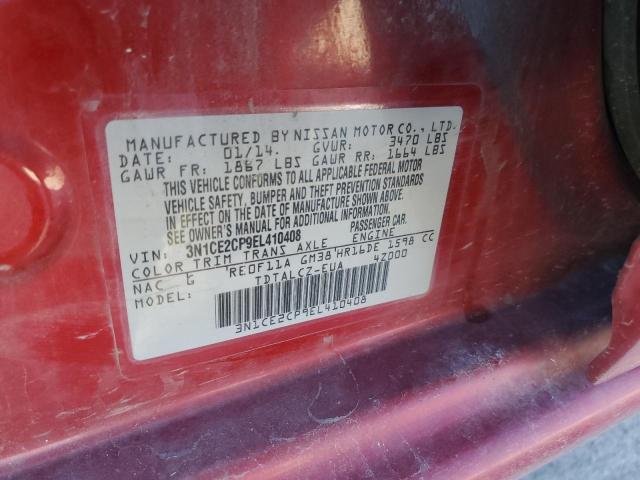 MANUFACTURED BY NISSAN MOTOR CO., LTD.
DATE: 01/14. GVWR: 3470 LBS
GAWR FR: 1867 LBS GAWR RR: 1664 LBS
THIS VEHICLE CONFORMS TO ALL APPLICABLE FEDERAL MOTOR
VEHICLE SAFETY, BUMPER AND THEFT PREVENTION STANDARDS
IN EFFECT ON THE DATE OF MANUFACTURE SHOWN ABOVE.
SEE OWNER'S MANUAL FOR ADDITIONAL INFORMATION.
VIN: 3N1CE2CP9EL410408 PASSENGER CAR.
COLOR TRIM TRANS AXLE ENGINE
NAC G RE0F11A GM38 HR16DE 1598 CC
MODEL: TDTALCZ-EUA 4Z000
3N1CE2CP9EL410408